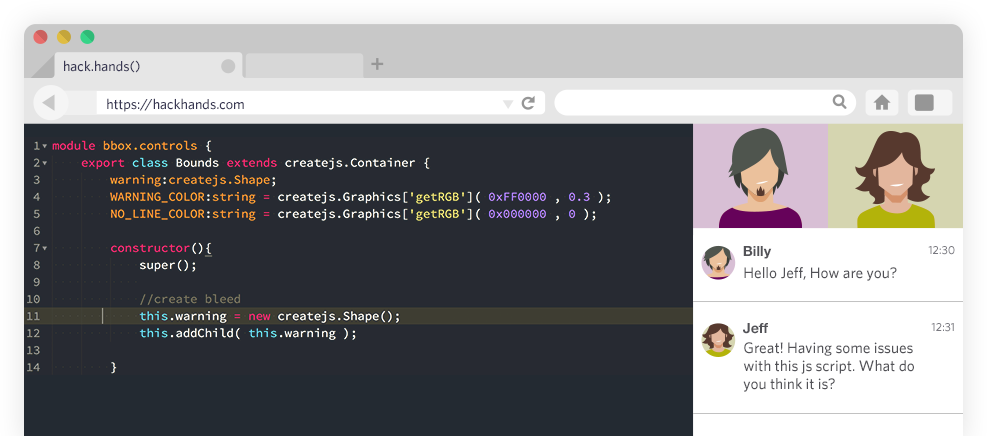 hack.hands()
https://hackhands.com
1 module bbox.controls {
2 export class Bounds extends createjs.Container {
3 warning:createjs.Shape;
4 WARNING_COLOR:string = createjs.Graphics['getRGB']( 0xFF0000 , 0.3 );
5 NO_LINE_COLOR:string = createjs.Graphics['getRGB']( 0x000000 , 0 );
6
7 constructor(){
8 super();
9
10 //create bleed
11 this.warning = new createjs.Shape();
12 this.addChild( this.warning );
13
14 }
Billy 12:30
Hello Jeff, How are you?
Jeff 12:31
Great! Having some issues
with this js script. What do
you think it is?